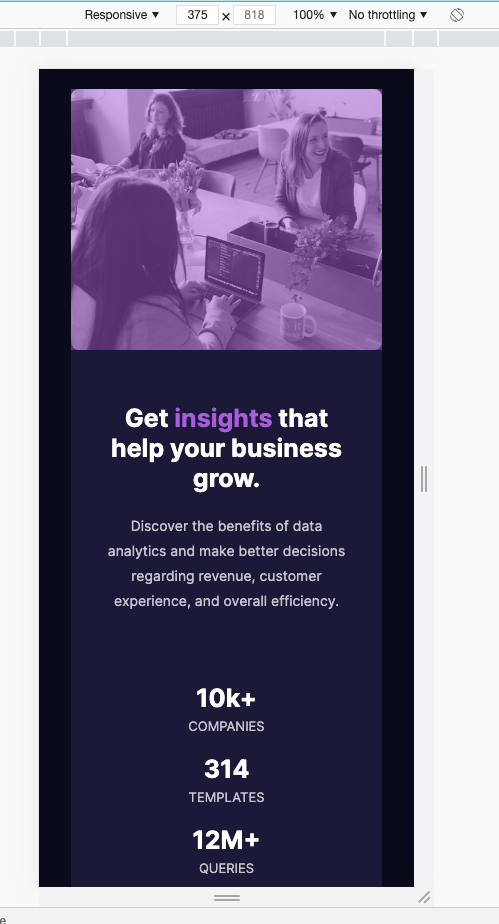 Responsive ▼ 375 × 818 100% ▼ No throttling ▼
Get insights that
help your business
grow.
Discover the benefits of data
analytics and make better decisions
regarding revenue, customer
experience, and overall efficiency.
10k+
COMPANIES
314
TEMPLATES
12M+
QUERIES
e